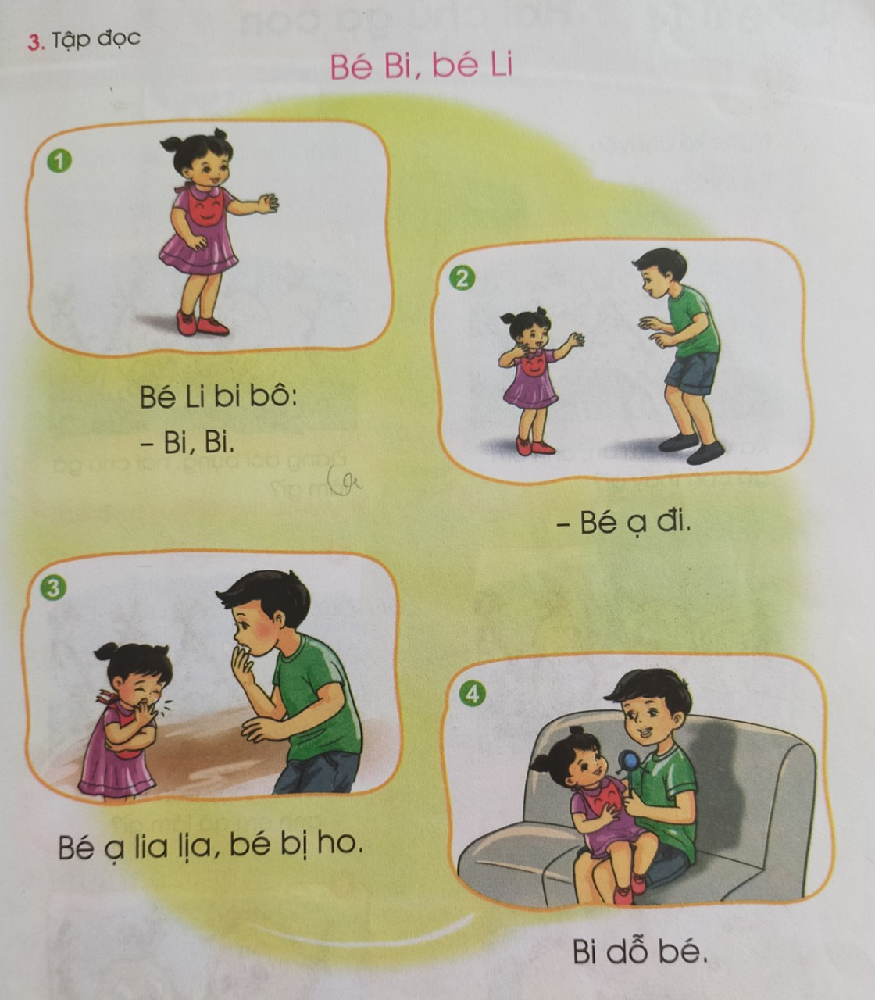 3. Tập đọc
Bé Bi, bé Li
1
Bé Li bi bô:
– Bi, Bi.
2
– Bé ạ đi.
3
Bé ạ lia lịa, bé bị ho.
4
Bi dỗ bé.